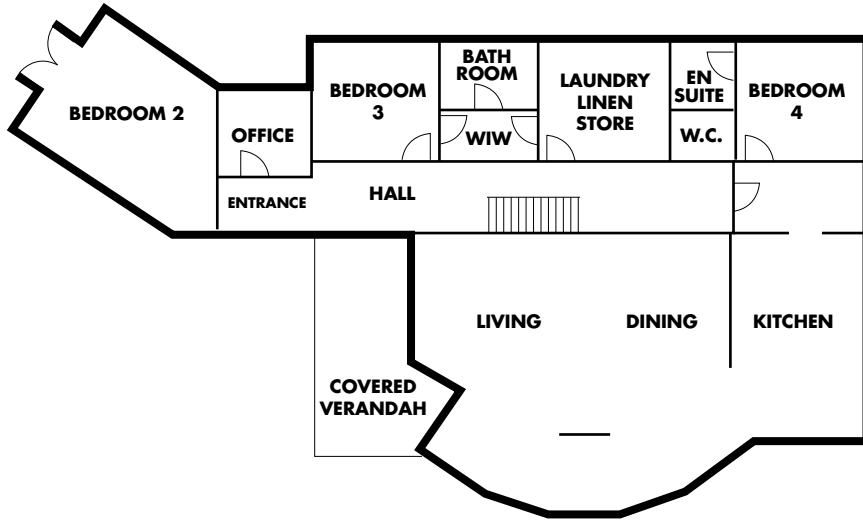 BEDROOM 2
OFFICE
ENTRANCE
HALL
BEDROOM
3
BATH
ROOM
WIW
LAUNDRY
LINEN
STORE
EN
SUITE
W.C.
BEDROOM
4
LIVING
DINING
KITCHEN
COVERED
VERANDAH